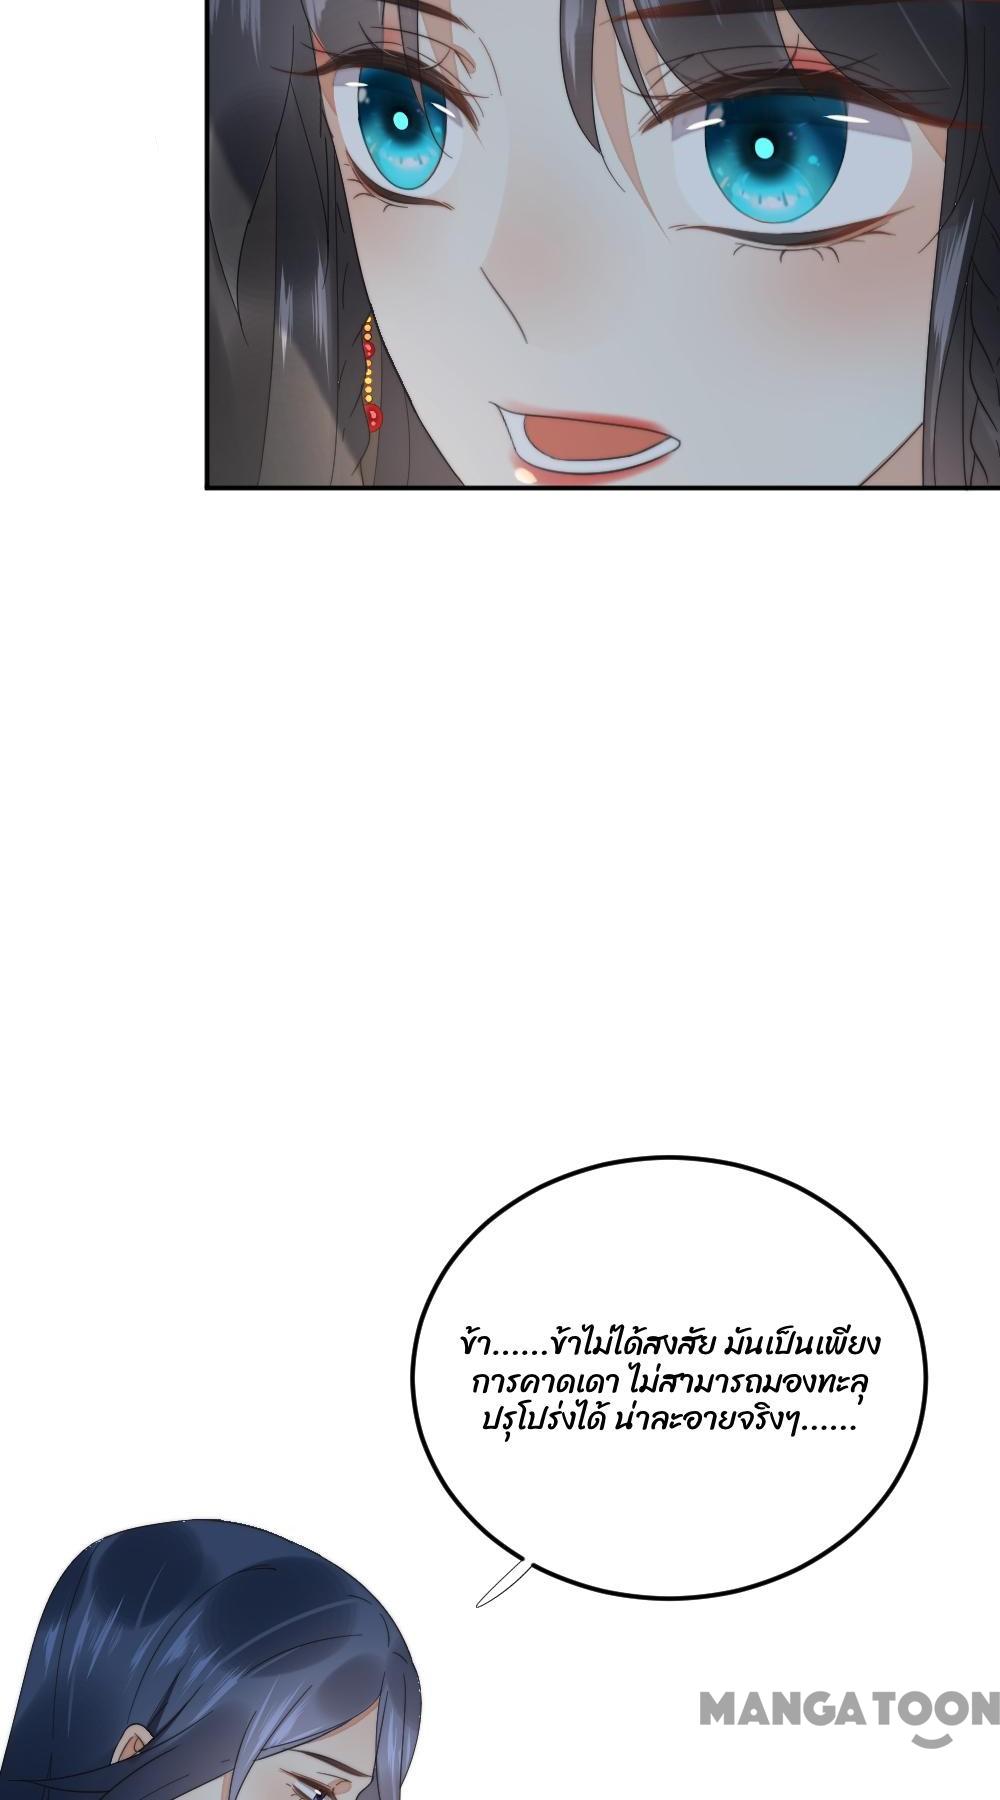 ข้า......ข้าไม่ได้สงสัย มันเป็นเพียง
การคาดเดา ไม่สามารถมองทะลุ
ปรุโปร่งได้ น่าละอายจริงๆ......
MANGATOON